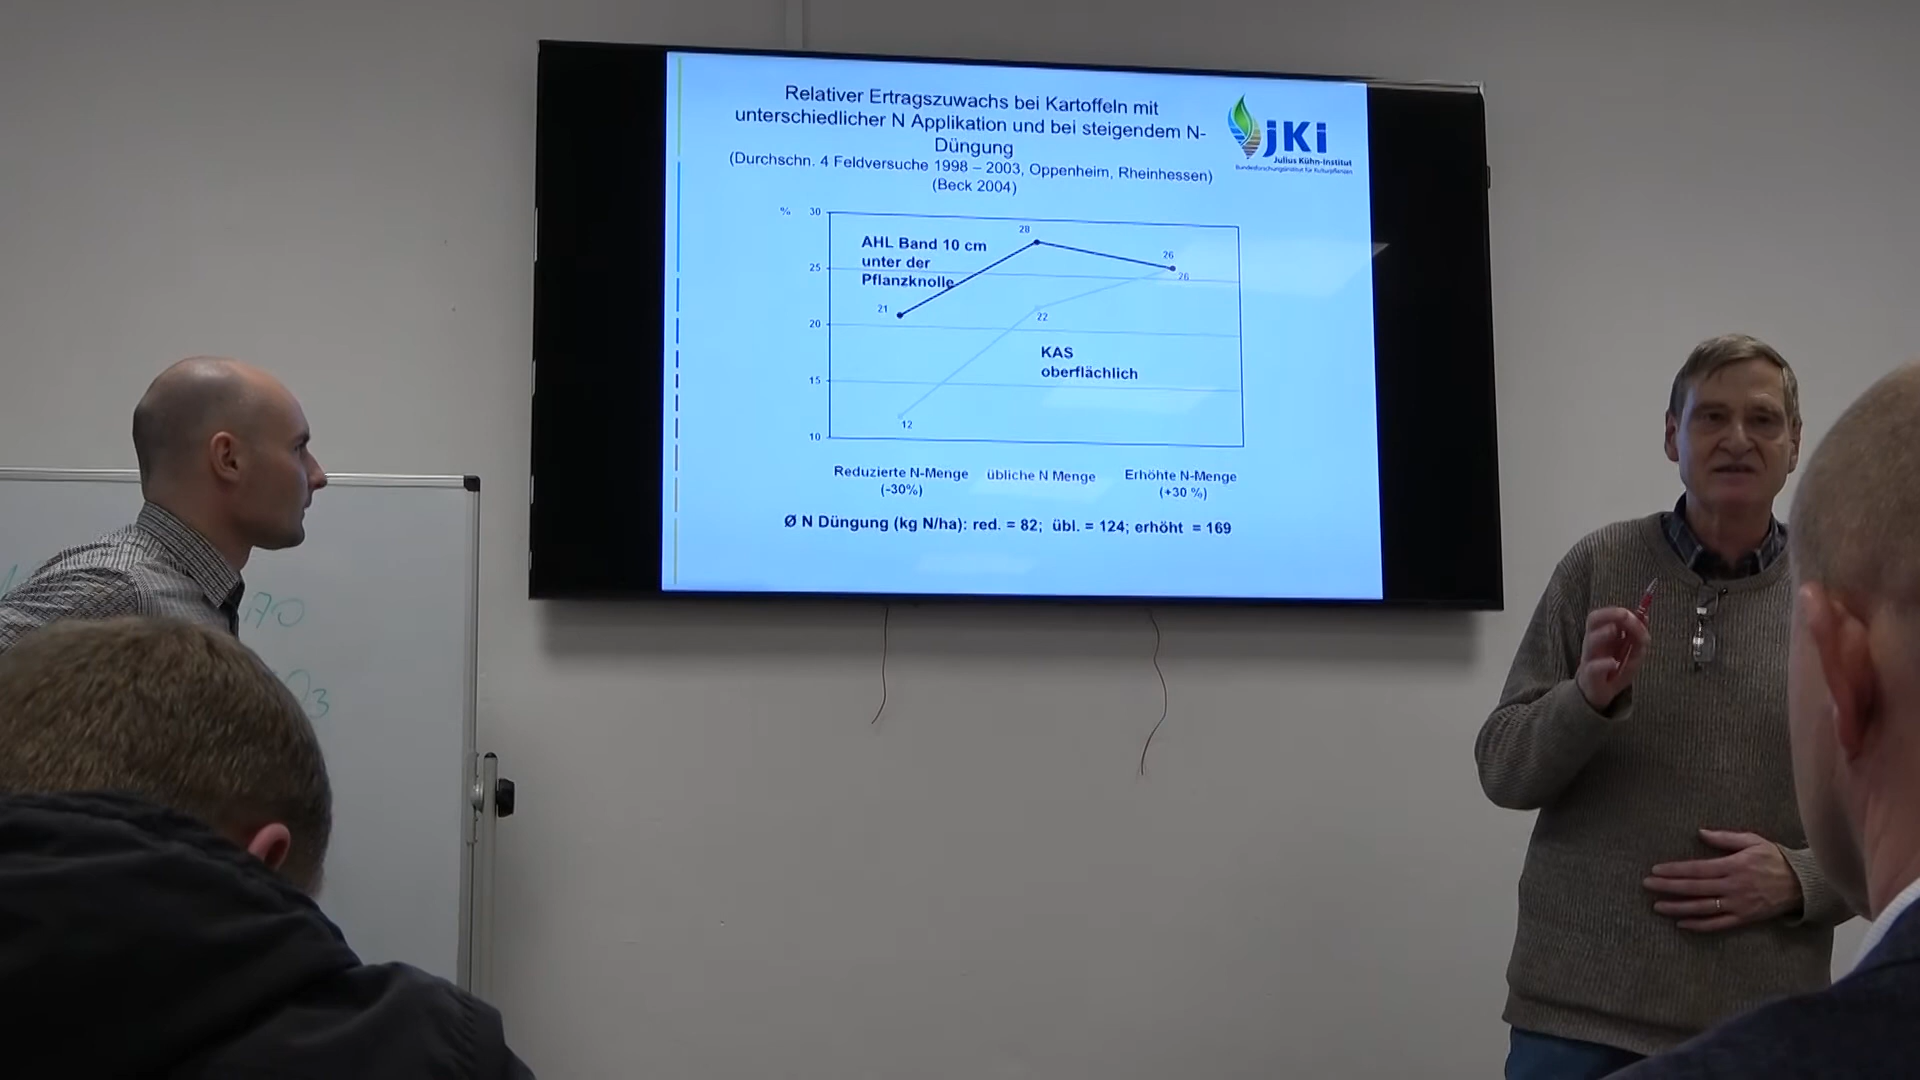 Relativer Ertragszuwachs bei Kartoffeln mit
unterschiedlicher N Applikation und bei steigendem N-
Düngung
(Durchschn. 4 Feldversuche 1998 – 2003, Oppenheim, Rheinhessen)
(Beck 2004)
jKi
Julius Kühn-Institut
Bundesforschungsinstitut für Kulturpflanzen
% 30
25
20
15
10
AHL Band 10 cm
unter der
Pflanzknolle
28
26
26
21
22
KAS
oberflächlich
12
Reduzierte N-Menge übliche N Menge Erhöhte N-Menge
(-30%) (+30 %)
Ø N Düngung (kg N/ha): red. = 82; übl. = 124; erhöht = 169